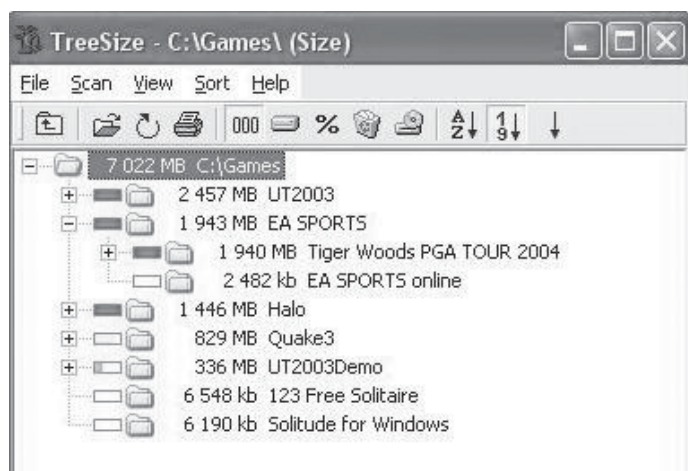 TreeSize - C:\Games\ (Size)
File Scan View Sort Help
000 % A Z 1 9
7 022 MB C:\Games
2 457 MB UT2003
1 943 MB EA SPORTS
1 940 MB Tiger Woods PGA TOUR 2004
2 482 kb EA SPORTS online
1 446 MB Halo
829 MB Quake3
336 MB UT2003Demo
6 548 kb 123 Free Solitaire
6 190 kb Solitude for Windows